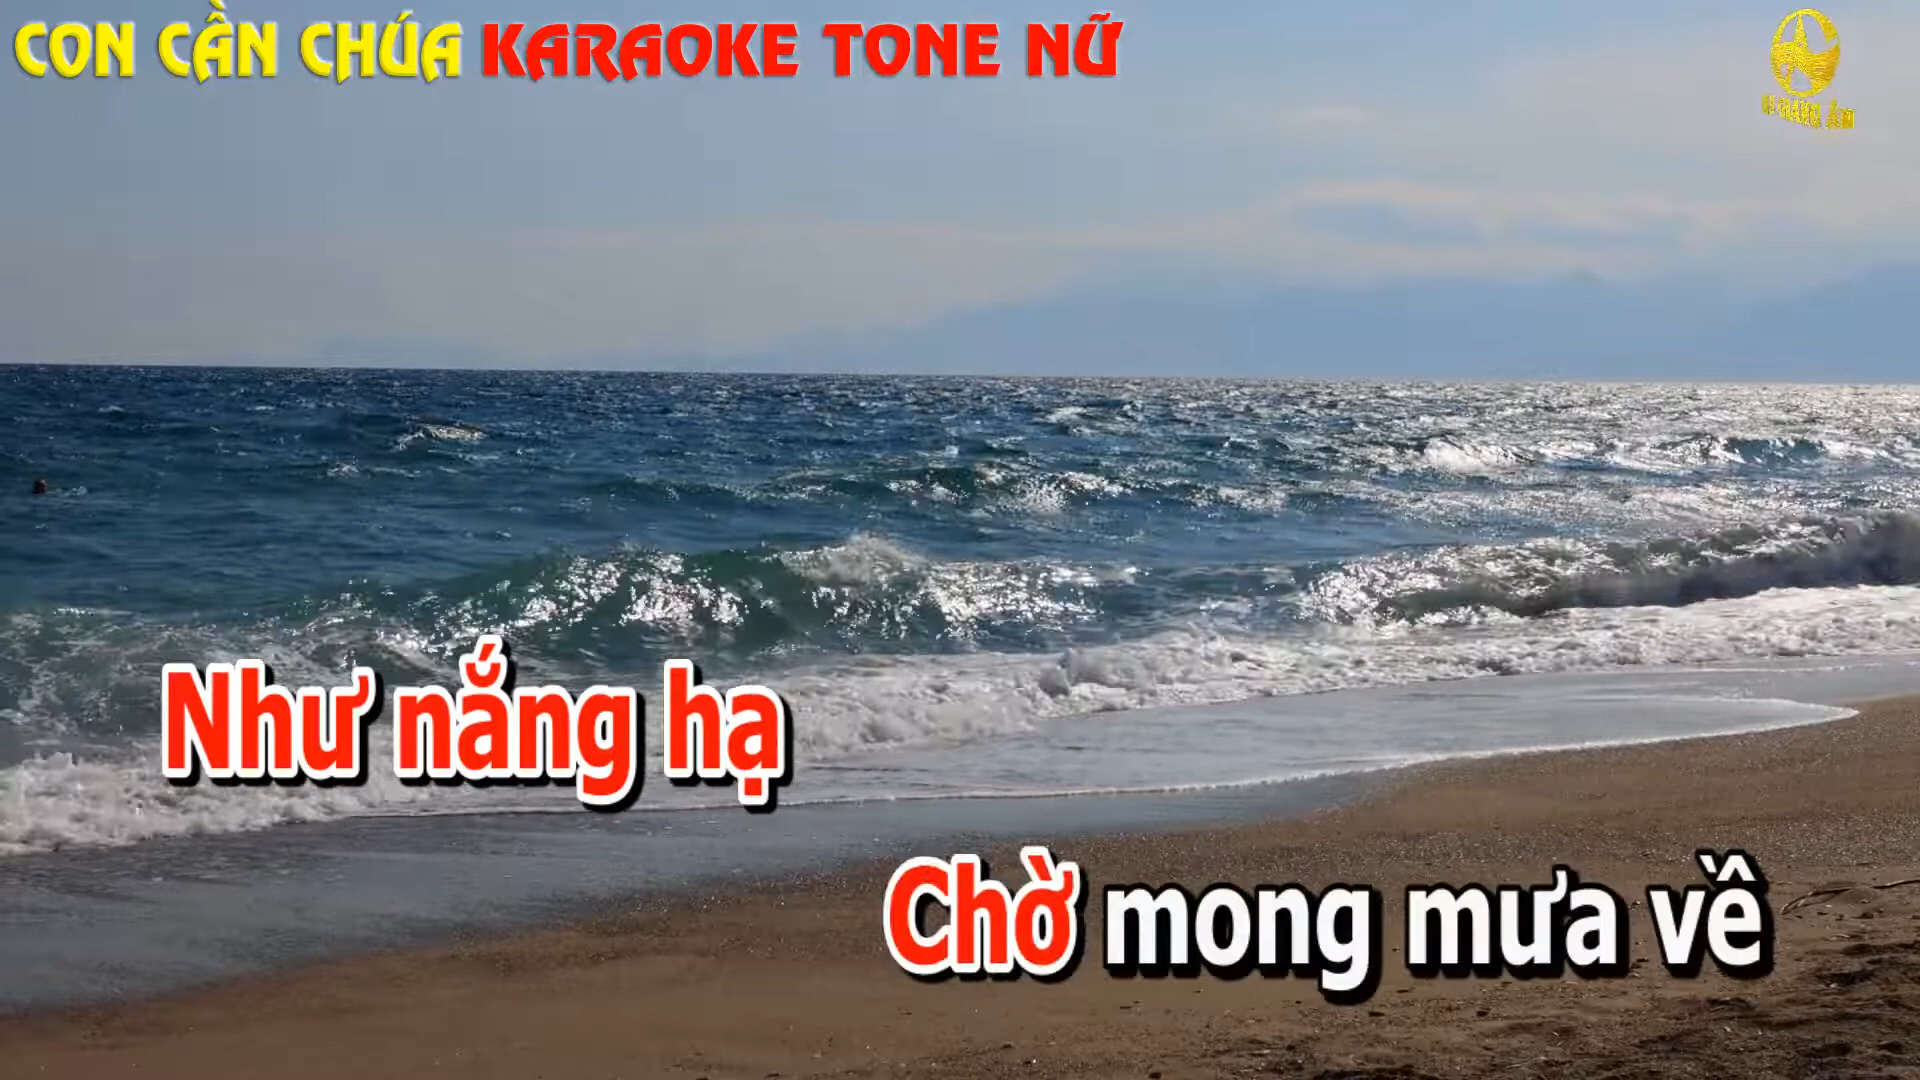 CON CẦN CHÚA KARAOKE TONE NỮ
Như nắng hạ
Chờ mong mưa về